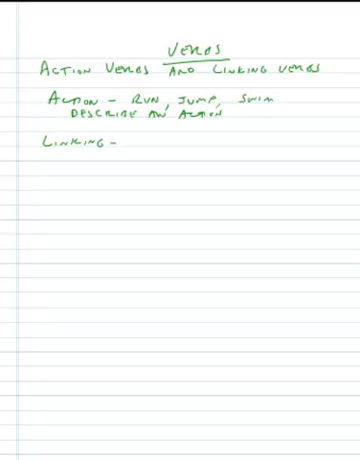 VERBS
ACTION VERBS AND LINKING VERBS
ACTION - RUN, JUMP, SWIM
DESCRIBE AN ACTION
LINKING -